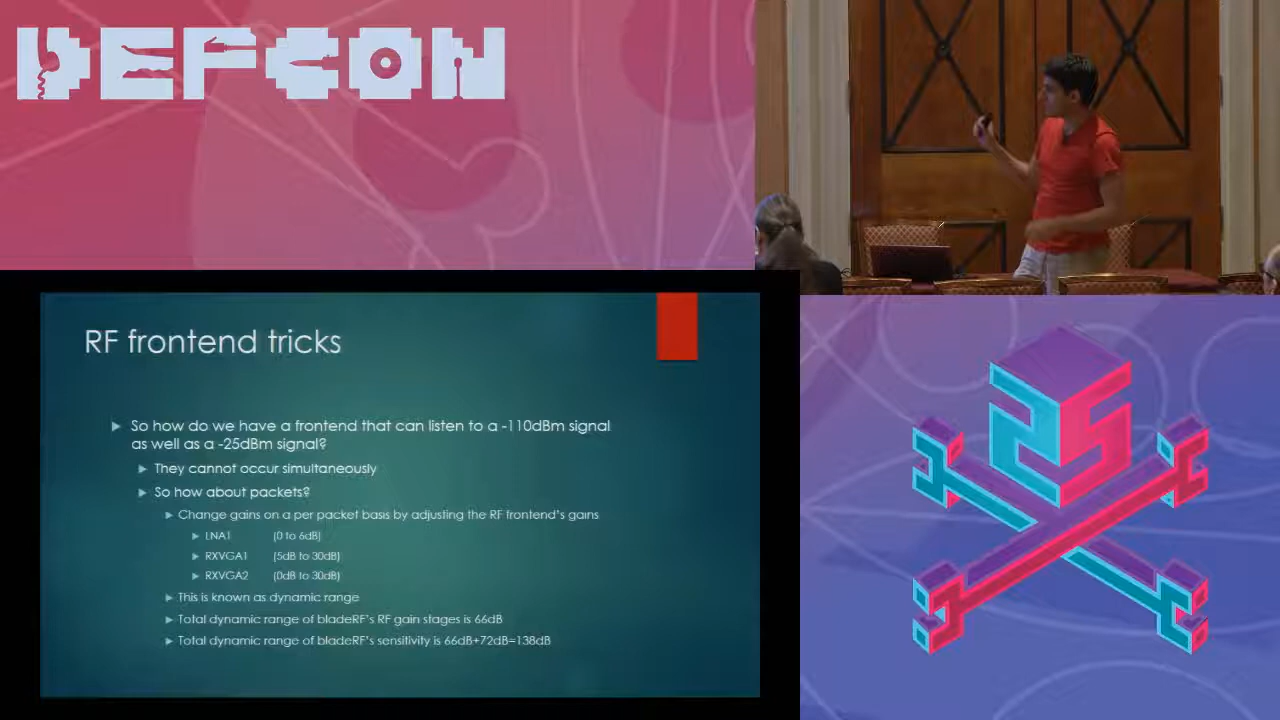 DEFCON
RF frontend tricks
So how do we have a frontend that can listen to a -110dBm signal
as well as a -25dBm signal?
They cannot occur simultaneously
So how about packets?
Change gains on a per packet basis by adjusting the RF frontend's gains
LNA1 (0 to 6dB)
RXVGA1 (5dB to 30dB)
RXVGA2 (0dB to 30dB)
This is known as dynamic range
Total dynamic range of bladeRF's RF gain stages is 66dB
Total dynamic range of bladeRF's sensitivity is 66dB+72dB=138dB
25